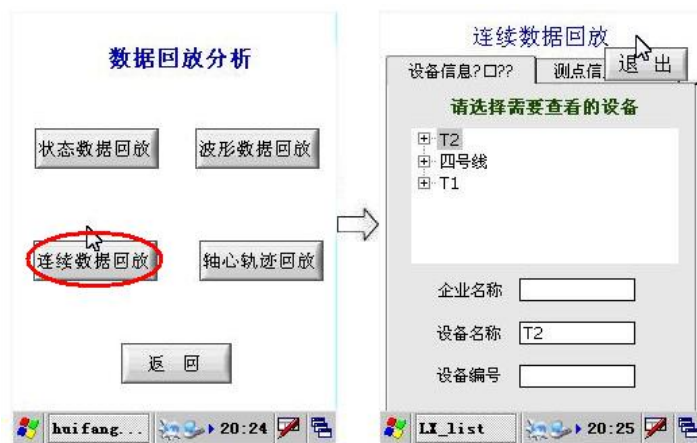 数据回放分析
状态数据回放
波形数据回放
连续数据回放
轴心轨迹回放
返 回
huifang...
20:24
连续数据回放
退 出
设备信息?口??
测点信
请选择需要查看的设备
T2
四号线
T1
企业名称
设备名称 T2
设备编号
LX_list
20:25